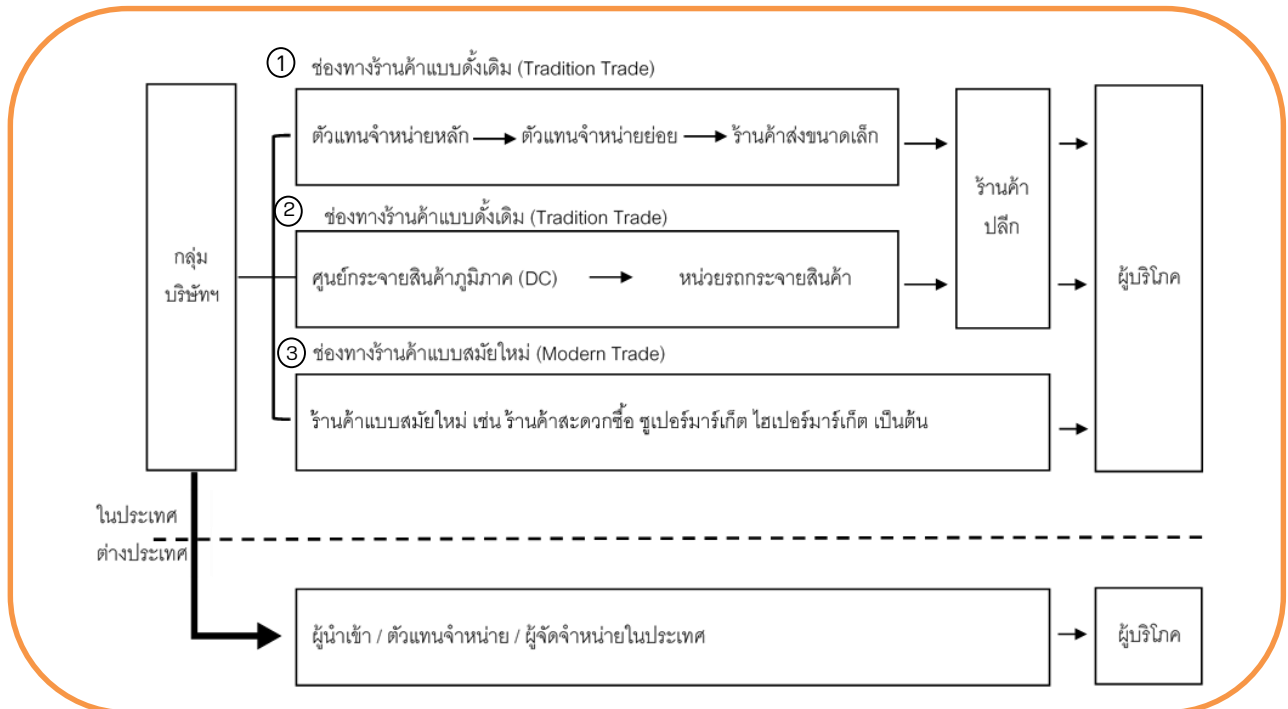 ① ช่องทางร้านค้าแบบดั้งเดิม (Tradition Trade)
ตัวแทนจำหน่ายหลัก → ตัวแทนจำหน่ายย่อย → ร้านค้าส่งขนาดเล็ก
② ช่องทางร้านค้าแบบดั้งเดิม (Tradition Trade)
ร้านค้า
ปลีก
กลุ่ม
บริษัทฯ
ศูนย์กระจายสินค้าภูมิภาค (DC) → หน่วยรถกระจายสินค้า
ผู้บริโภค
③ ช่องทางร้านค้าแบบสมัยใหม่ (Modern Trade)
ร้านค้าแบบสมัยใหม่ เช่น ร้านค้าสะดวกซื้อ ซูเปอร์มาร์เก็ต ไฮเปอร์มาร์เก็ต เป็นต้น
ในประเทศ
ต่างประเทศ
ผู้นำเข้า / ตัวแทนจำหน่าย / ผู้จัดจำหน่ายในประเทศ
ผู้บริโภค